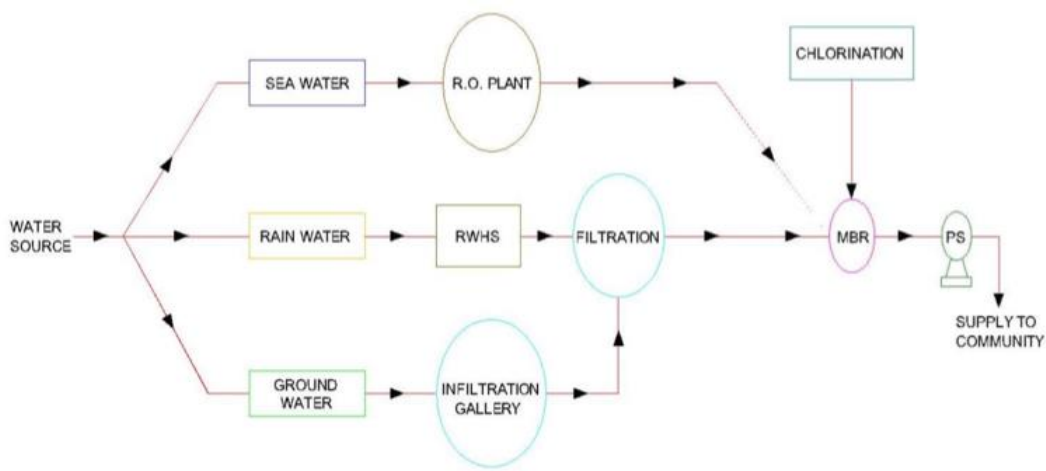 CHLORINATION
SEA WATER
R.O. PLANT
WATER
SOURCE
RAIN WATER
RWHS
FILTRATION
MBR
PS
SUPPLY TO
COMMUNITY
GROUND
WATER
INFILTRATION
GALLERY